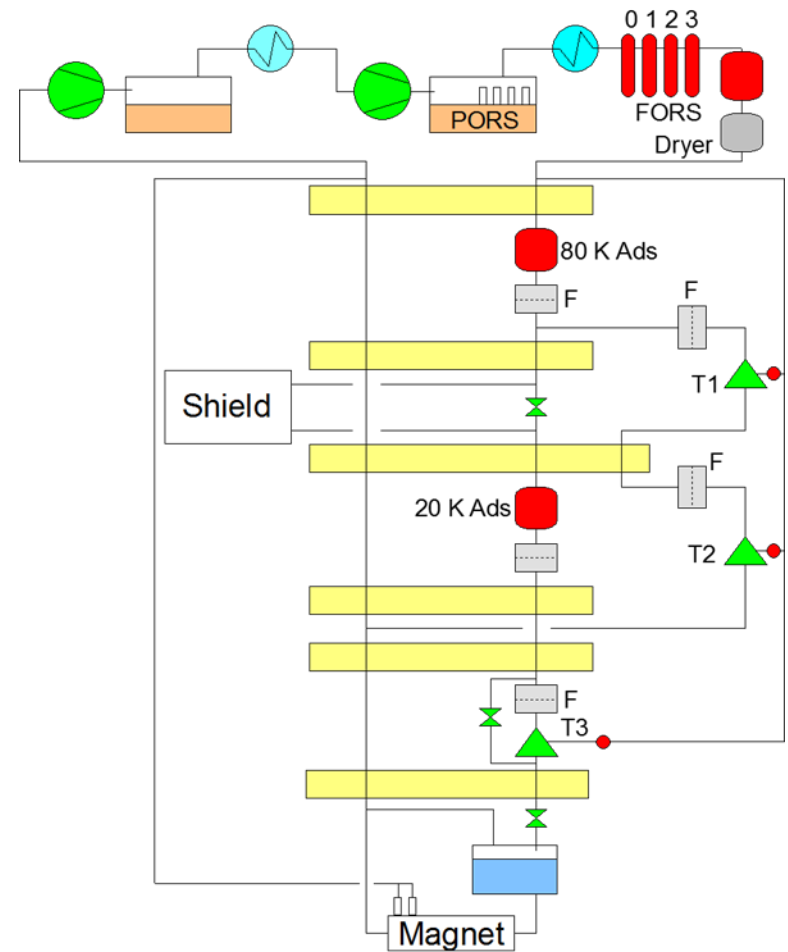 0 1 2 3
PORS
FORS
Dryer
80 K Ads
F
F
T1
Shield
F
20 K Ads
T2
F
T3
Magnet